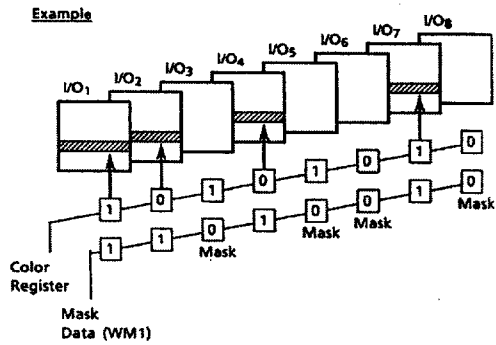 Example
I/O1 I/O2 I/O3 I/O4 I/O5 I/O6 I/O7 I/O8
1 0 1 0 1 0 1 0
1 1 0 1 0 0 1 0
Mask Mask Mask Mask
Color
Register
Mask
Data (WM1)